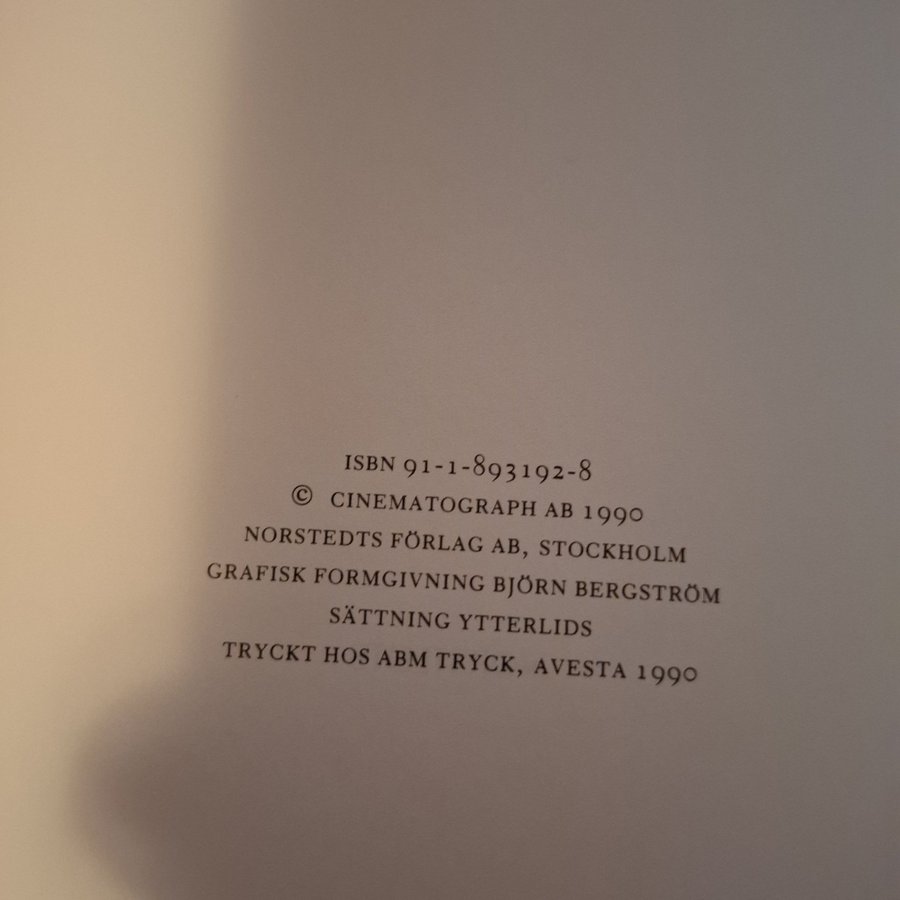 ISBN 91-1-893192-8
© CINEMATOGRAPH AB 1990
NORSTEDTS FÖRLAG AB, STOCKHOLM
GRAFISK FORMGIVNING BJÖRN BERGSTRÖM
SÄTTNING YTTERLIDS
TRYCKT HOS ABM TRYCK, AVESTA 1990